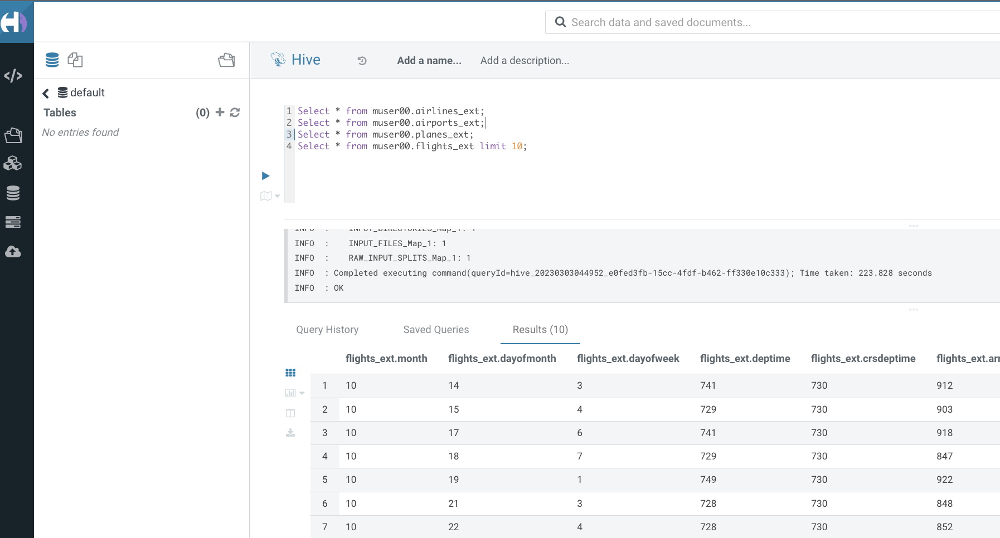 Search data and saved documents...
Hive
Add a name...
Add a description...
default
Tables (0)
No entries found
1 Select * from muser00.airlines_ext;
2 Select * from muser00.airports_ext;
3 Select * from muser00.planes_ext;
4 Select * from muser00.flights_ext limit 10;
INFO : INPUT_DIRECTORIES_Map_1: 1
INFO : INPUT_FILES_Map_1: 1
INFO : RAW_INPUT_SPLITS_Map_1: 1
INFO : Completed executing command(queryId=hive_20230303044952_e0fed3fb-15cc-4fdf-b462-ff330e10c333); Time taken: 223.828 seconds
INFO : OK
Query History Saved Queries Results (10)
flights_ext.month flights_ext.dayofmonth flights_ext.dayofweek flights_ext.deptime flights_ext.crsdeptime flights_ext.arr
1 10 14 3 741 730 912
2 10 15 4 729 730 903
3 10 17 6 741 730 918
4 10 18 7 729 730 847
5 10 19 1 749 730 922
6 10 21 3 728 730 848
7 10 22 4 728 730 852